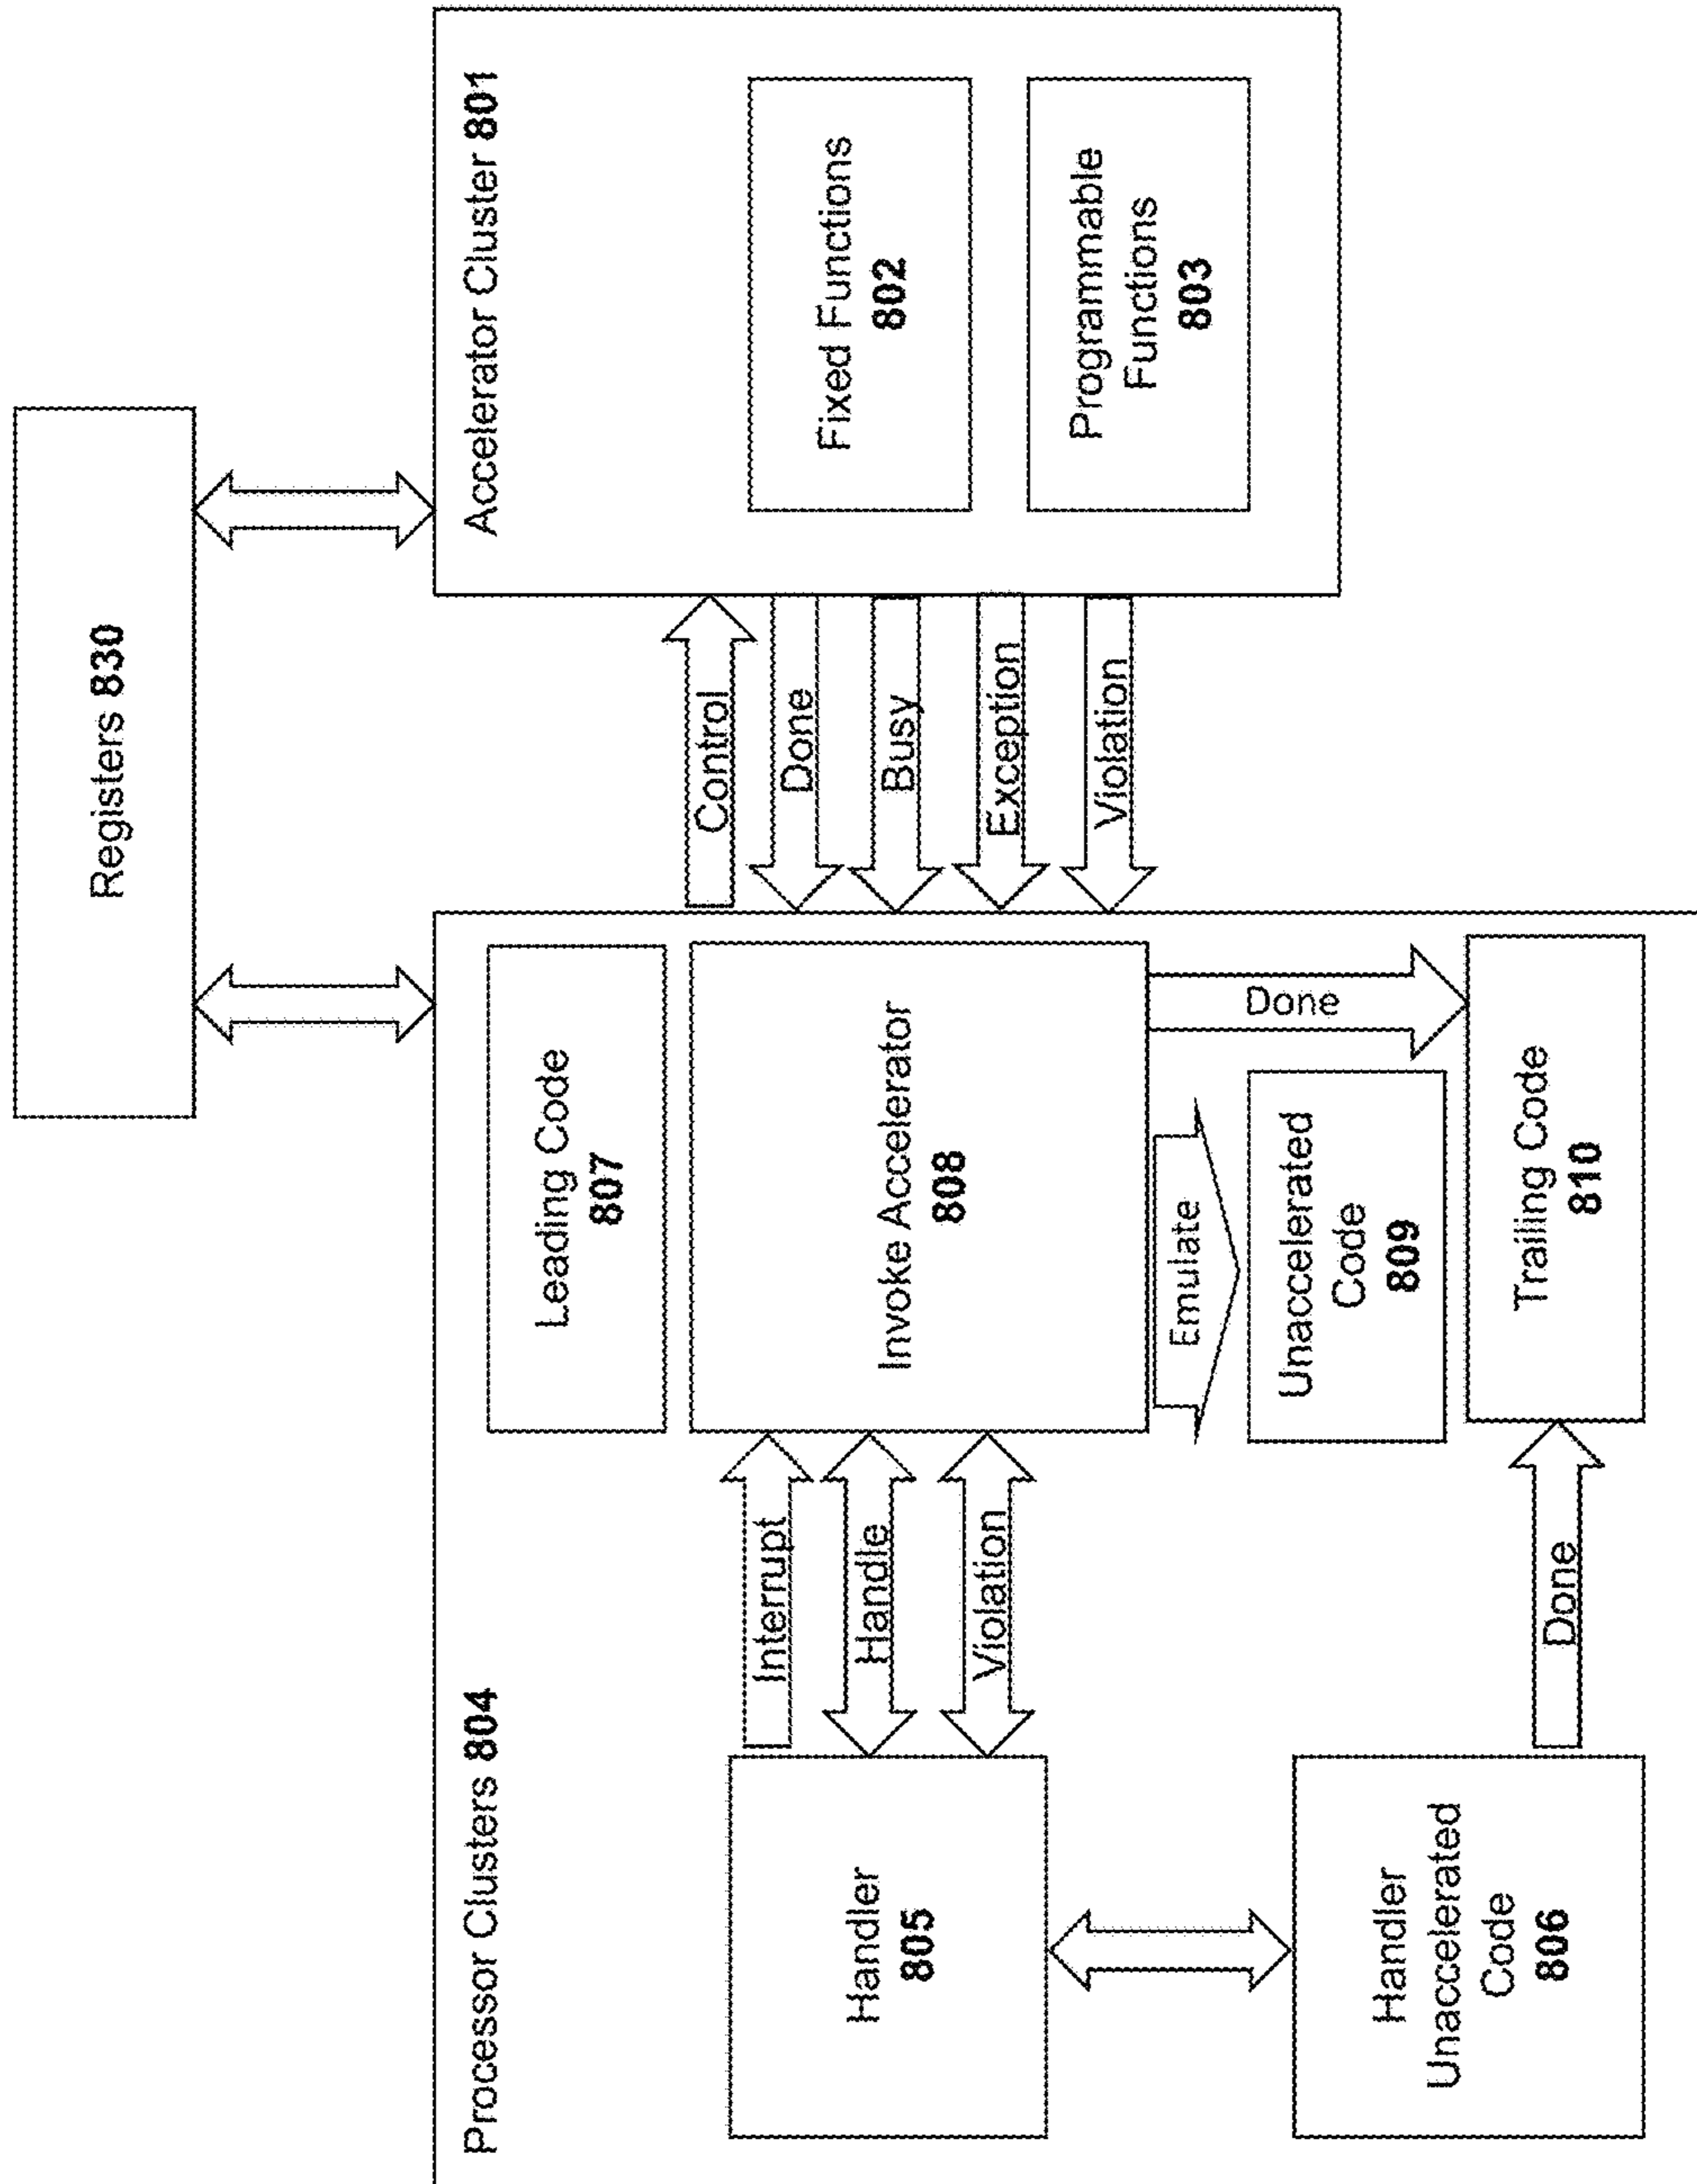 Registers 830
Processor Clusters 804
Accelerator Cluster 801
Leading Code
807
Handler
805
Interrupt
Handle
Violation
Invoke Accelerator
808
Control
Done
Busy
Exception
Violation
Fixed Functions
802
Programmable
Functions
803
Emulate
Done
Handler
Unaccelerated
Code
806
Done
Unaccelerated
Code
809
Trailing Code
810